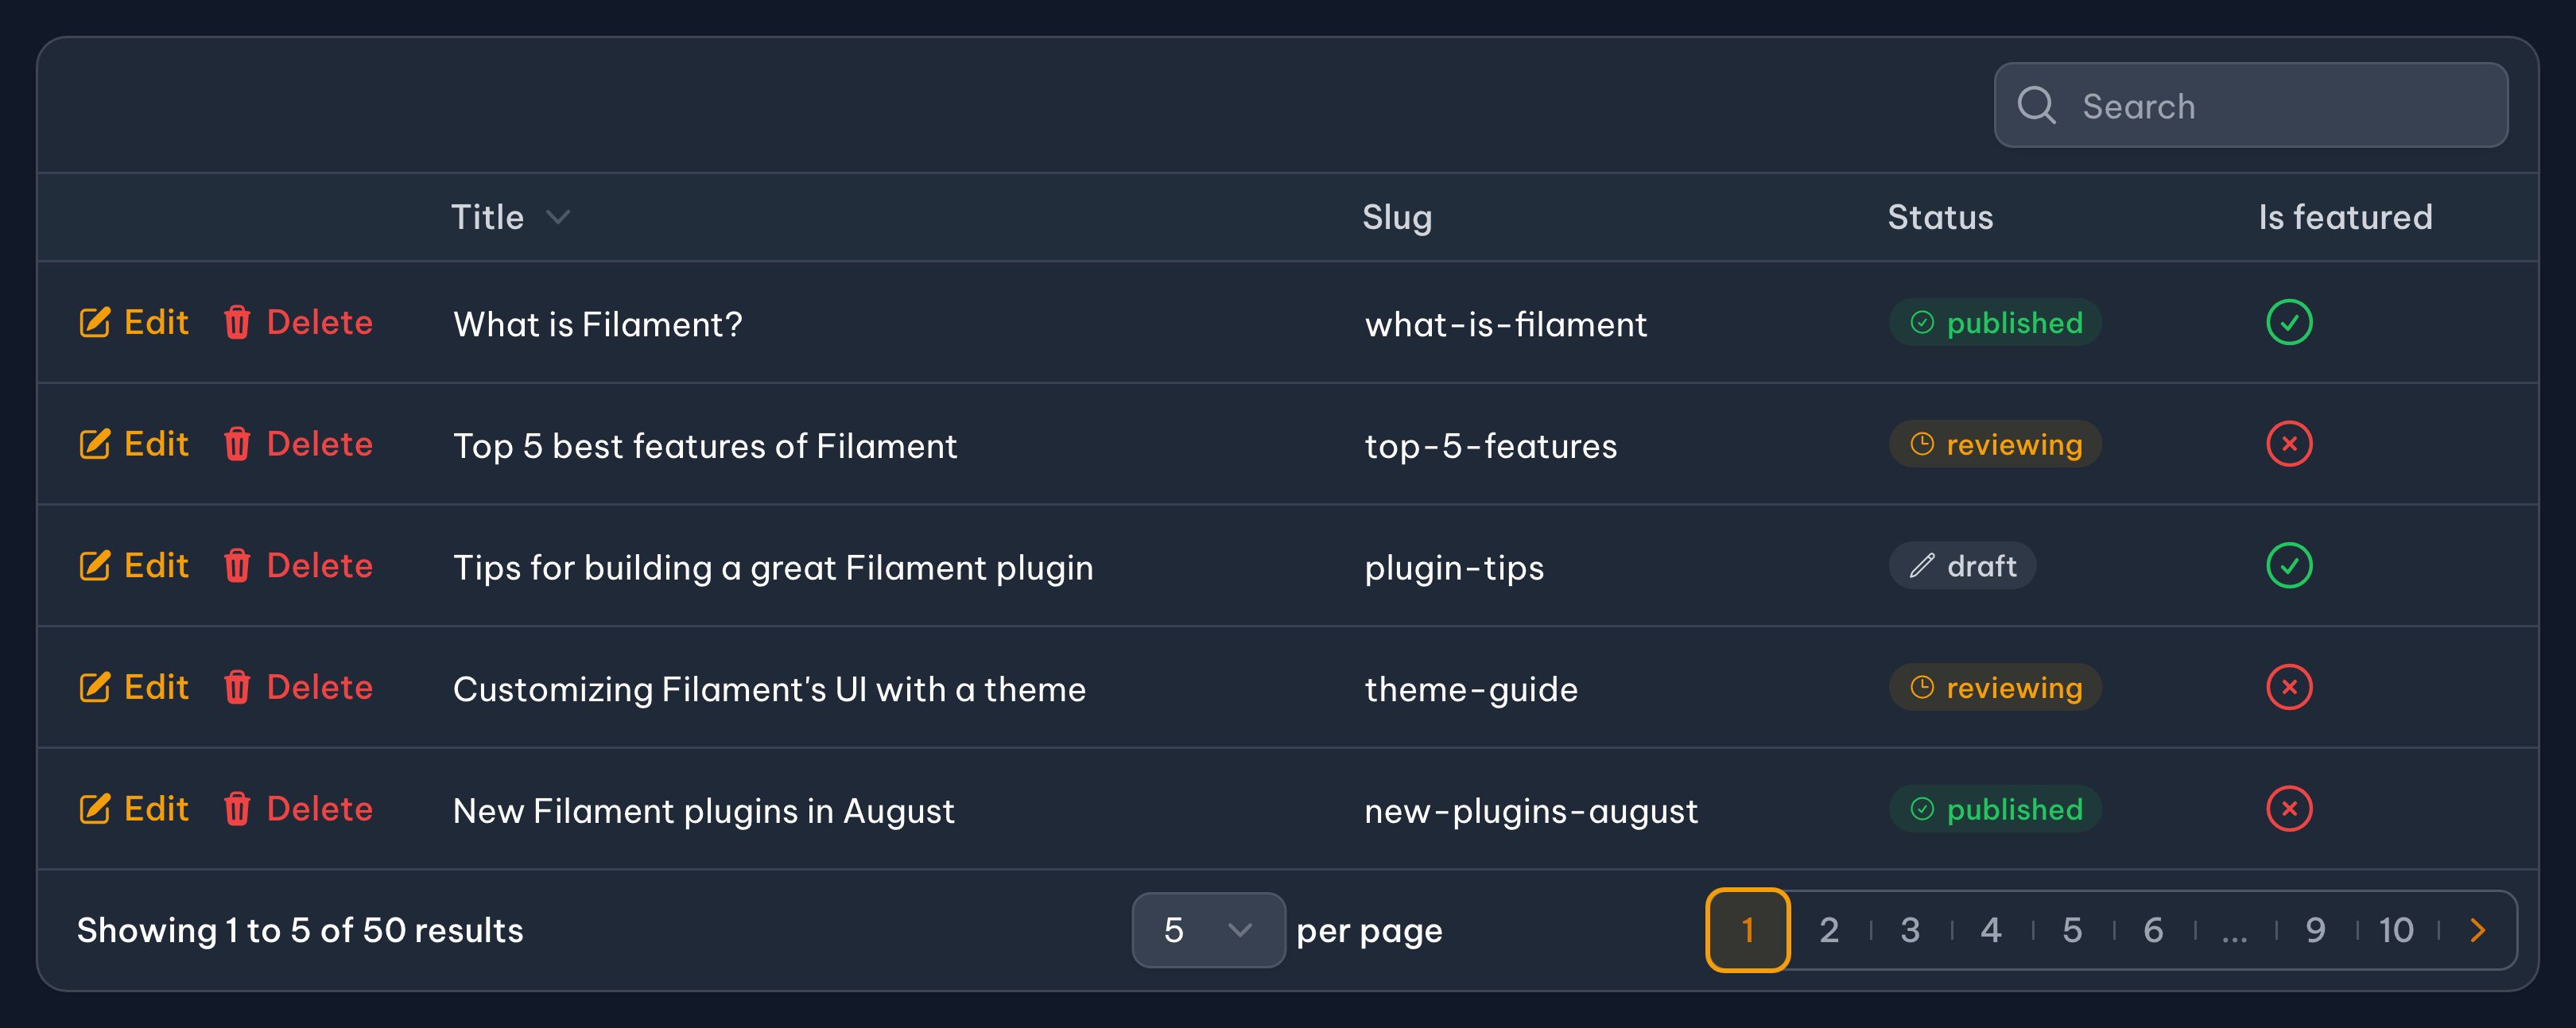 Search
Title Slug Status Is featured
Edit Delete What is Filament? what-is-filament published
Edit Delete Top 5 best features of Filament top-5-features reviewing
Edit Delete Tips for building a great Filament plugin plugin-tips draft
Edit Delete Customizing Filament's UI with a theme theme-guide reviewing
Edit Delete New Filament plugins in August new-plugins-august published
Showing 1 to 5 of 50 results 5 per page 1 2 3 4 5 6 ... 9 10